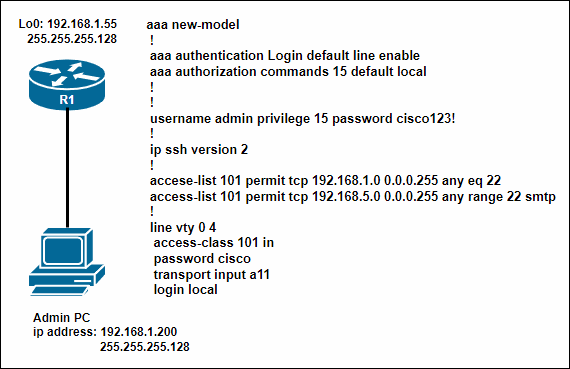 Lo0: 192.168.1.55
255.255.255.128
R1
aaa new-model
!
aaa authentication Login default line enable
aaa authorization commands 15 default local
!
!
username admin privilege 15 password cisco123!
!
ip ssh version 2
!
accese-list 101 permit tcp 192.168.1.0 0.0.0.255 any eq 22
access-list 101 permit tcp 192.168.5.0 0.0.0.255 any range 22 smtp
!
line vty 0 4
access-class 101 in
password cisco
transport input a11
login local
Admin PC
ip address: 192.168.1.200
255.255.255.128